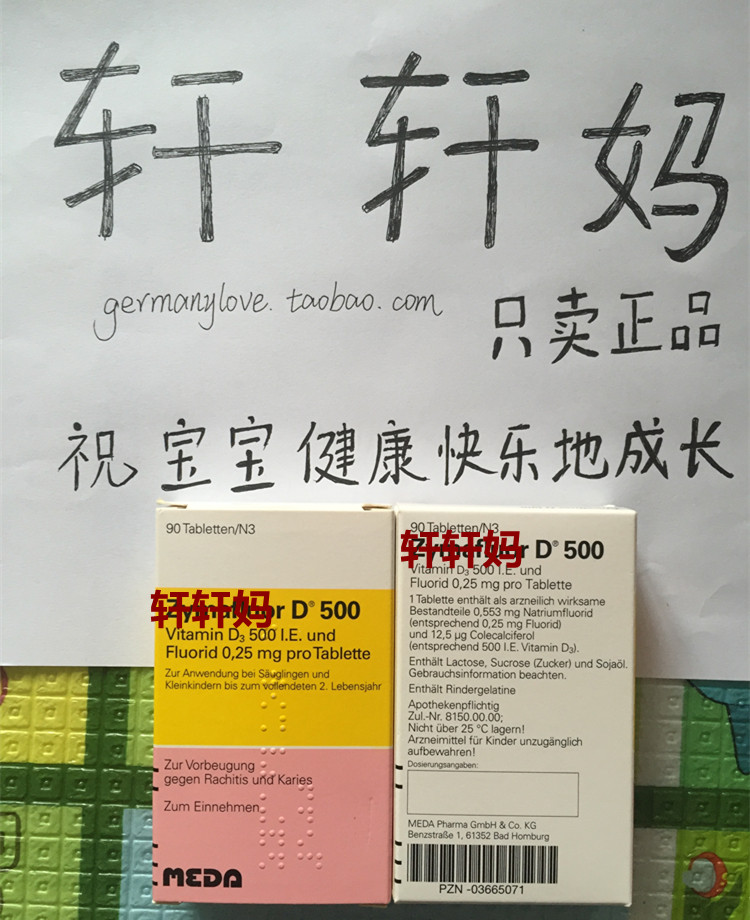 轩轩妈
germanylove.taobao.com
只卖正品
祝宝宝健康快乐地成长
90 Tabletten/N3
轩轩妈
Zymafluor D® 500
Vitamin D₃ 500 I.E. und
Fluorid 0,25 mg pro Tablette
Zur Anwendung bei Säuglingen und
Kleinkindern bis zum vollendeten 2. Lebensjahr
Zur Vorbeugung
gegen Rachitis und Karies
Zum Einnehmen
MEDA
90 Tabletten/N3
轩轩妈
Zymafluor D® 500
Vitamin D₃ 500 I.E. und
Fluorid 0,25 mg pro Tablette
1 Tablette enthält als arzneilich wirksame
Bestandteile 0,553 mg Natriumfluorid
(entsprechend 0,25 mg Fluorid)
und 12,5 µg Colecalciferol
(entsprechend 500 I.E. Vitamin D₃).
Enthält Lactose, Sucrose (Zucker) und Sojaöl.
Gebrauchsinformation beachten.
Enthält Rindergelatine
Apothekenpflichtig
Zul.-Nr. 8150.00.00;
Nicht über 25 °C lagern!
Arzneimittel für Kinder unzugänglich
aufbewahren!
Dosierungsangaben:
MEDA Pharma GmbH & Co. KG
Benzstraße 1, 61352 Bad Homburg
PZN -03665071